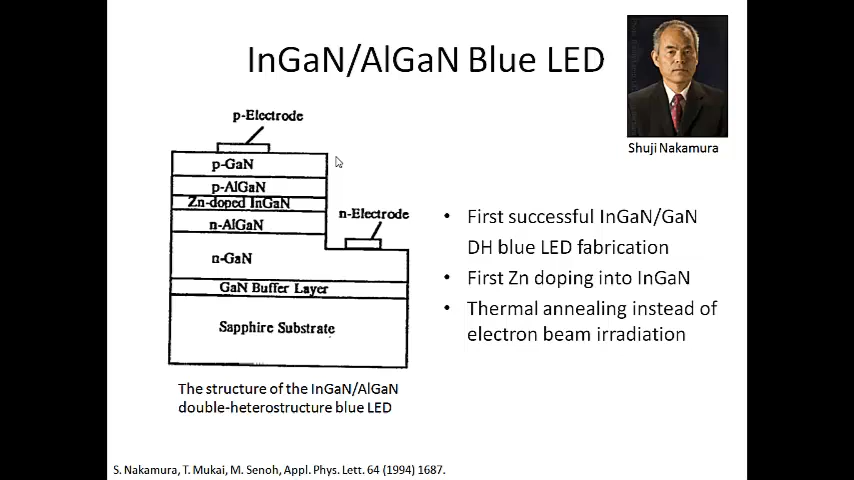 InGaN/AlGaN Blue LED
Shuji Nakamura
p-Electrode
p-GaN
p-AlGaN
Zn-doped InGaN
n-AlGaN
n-Electrode
n-GaN
GaN Buffer Layer
Sapphire Substrate
The structure of the InGaN/AlGaN
double-heterostructure blue LED
• First successful InGaN/GaN
DH blue LED fabrication
• First Zn doping into InGaN
• Thermal annealing instead of
electron beam irradiation
S. Nakamura, T. Mukai, M. Senoh, Appl. Phys. Lett. 64 (1994) 1687.